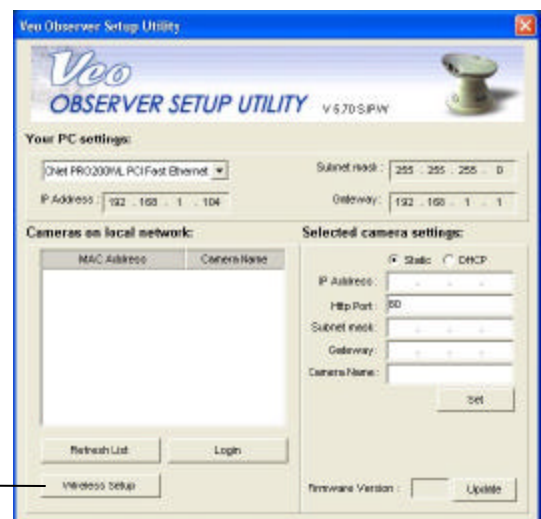 Veo Observer Setup Utility
Veo
OBSERVER SETUP UTILITY V 6.70 S/P/W
Your PC settings:
CNet PRO200WL PCI Fast Ethernet
Subnet mask : 255 . 255 . 255 . 0
IP Address : 192 . 168 . 1 . 104
Gateway: 192 . 168 . 1 . 1
Cameras on local network:
MAC Address Camera Name
Refresh List Login
Wireless Setup
Selected camera settings:
Static DHCP
IP Address :
Http Port : 80
Subnet mask:
Gateway:
Camera Name:
Set
Firmware Version : Update